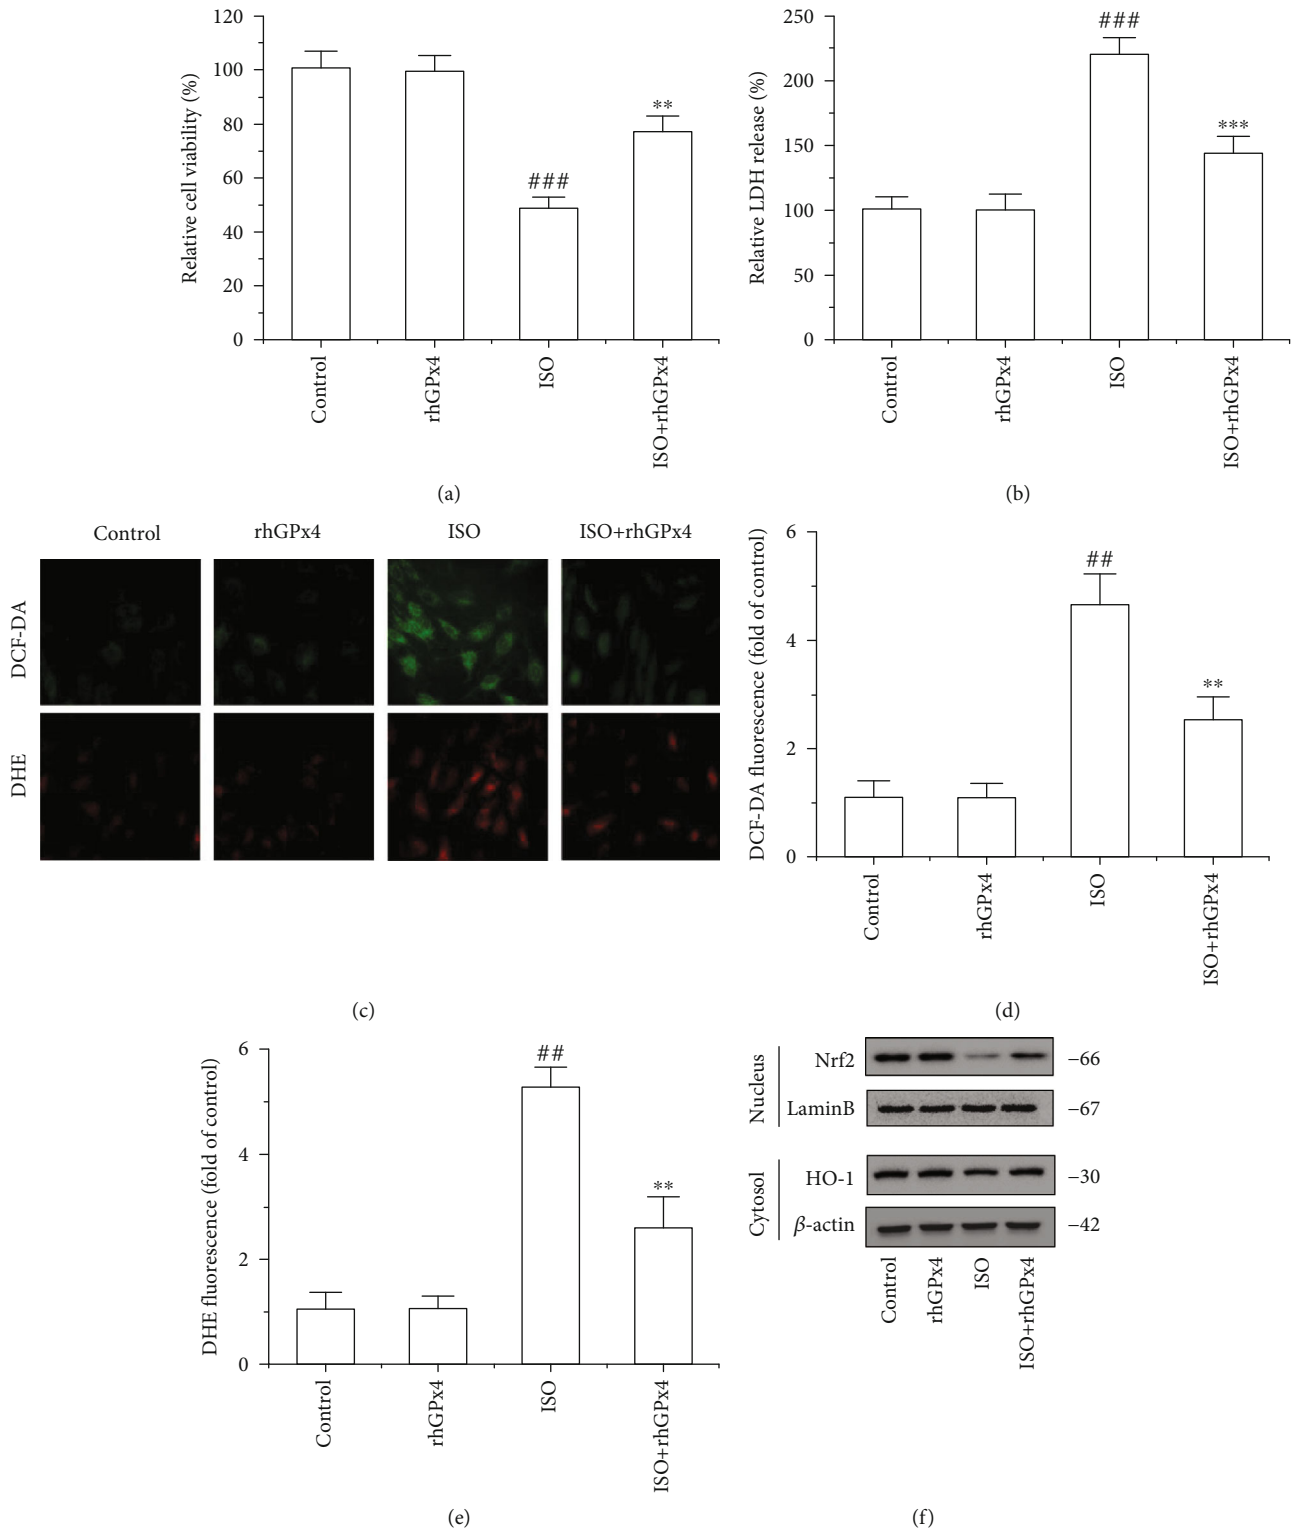 120
100
80
60
40
20
0
Relative cell viability (%)
###
**
Control
rhGPx4
ISO
ISO+rhGPx4
(a)
250
200
150
100
50
0
Relative LDH release (%)
###
***
Control
rhGPx4
ISO
ISO+rhGPx4
(b)
Control
rhGPx4
ISO
ISO+rhGPx4
DCF-DA
DHE
(c)
6
4
2
0
DCF-DA fluorescence (fold of control)
##
**
Control
rhGPx4
ISO
ISO+rhGPx4
(d)
6
4
2
0
DHE fluorescence (fold of control)
##
**
Control
rhGPx4
ISO
ISO+rhGPx4
(e)
Nucleus
Nrf2 –66
LaminB –67
Cytosol
HO-1 –30
β-actin –42
Control
rhGPx4
ISO
ISO+rhGPx4
(f)